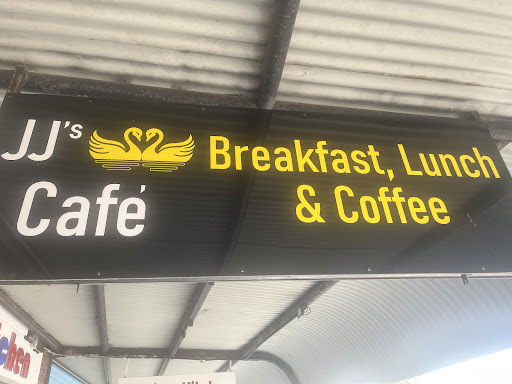 JJ's
Café
Breakfast, Lunch
& Coffee